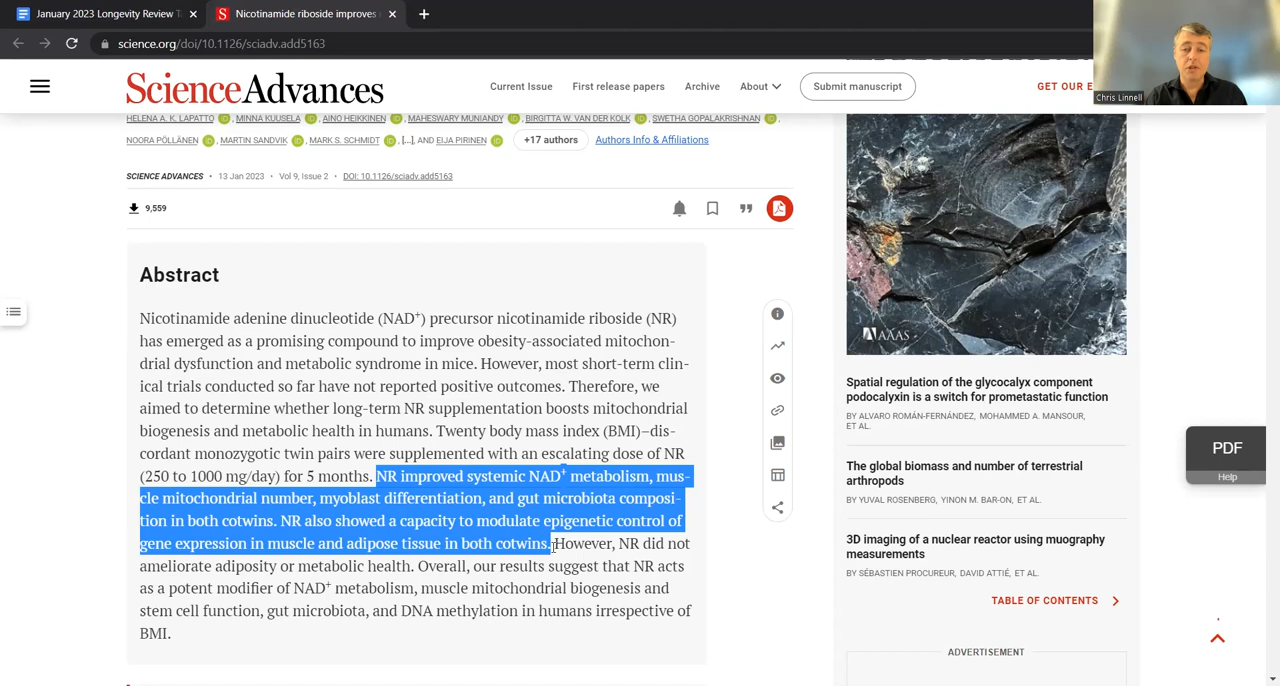 January 2023 Longevity Review T
Nicotinamide riboside improves
science.org/doi/10.1126/sciadv.add5163
ScienceAdvances
Current Issue
First release papers
Archive
About
Submit manuscript
GET OUR E
Chris Linnell
HELENA A. K. LAPATTO , MINNA KUUSELA , AINO HEIKKINEN , MAHESWARY MUNIANDY , BIRGITTA W. VAN DER KOLK , SWETHA GOPALAKRISHNAN ,
NOORA PÖLLÄNEN , MARTIN SANDVIK , MARK S. SCHMIDT , [...], AND EIJA PIRINEN +17 authors Authors Info & Affiliations
SCIENCE ADVANCES • 13 Jan 2023 • Vol 9, Issue 2 • DOI: 10.1126/sciadv.add5163
9,559
Abstract
Nicotinamide adenine dinucleotide (NAD+) precursor nicotinamide riboside (NR)
has emerged as a promising compound to improve obesity-associated mitochon-
drial dysfunction and metabolic syndrome in mice. However, most short-term clin-
ical trials conducted so far have not reported positive outcomes. Therefore, we
aimed to determine whether long-term NR supplementation boosts mitochondrial
biogenesis and metabolic health in humans. Twenty body mass index (BMI)–dis-
cordant monozygotic twin pairs were supplemented with an escalating dose of NR
(250 to 1000 mg/day) for 5 months. NR improved systemic NAD+ metabolism, mus-
cle mitochondrial number, myoblast differentiation, and gut microbiota composi-
tion in both cotwins. NR also showed a capacity to modulate epigenetic control of
gene expression in muscle and adipose tissue in both cotwins. However, NR did not
ameliorate adiposity or metabolic health. Overall, our results suggest that NR acts
as a potent modifier of NAD+ metabolism, muscle mitochondrial biogenesis and
stem cell function, gut microbiota, and DNA methylation in humans irrespective of
BMI.
AAAS
Spatial regulation of the glycocalyx component
podocalyxin is a switch for prometastatic function
BY ALVARO ROMÁN-FERNÁNDEZ, MOHAMMED A. MANSOUR,
ET AL.
The global biomass and number of terrestrial
arthropods
BY YUVAL ROSENBERG, YINON M. BAR-ON, ET AL.
3D imaging of a nuclear reactor using muography
measurements
BY SÉBASTIEN PROCUREUR, DAVID ATTIÉ, ET AL.
TABLE OF CONTENTS
ADVERTISEMENT
PDF
Help